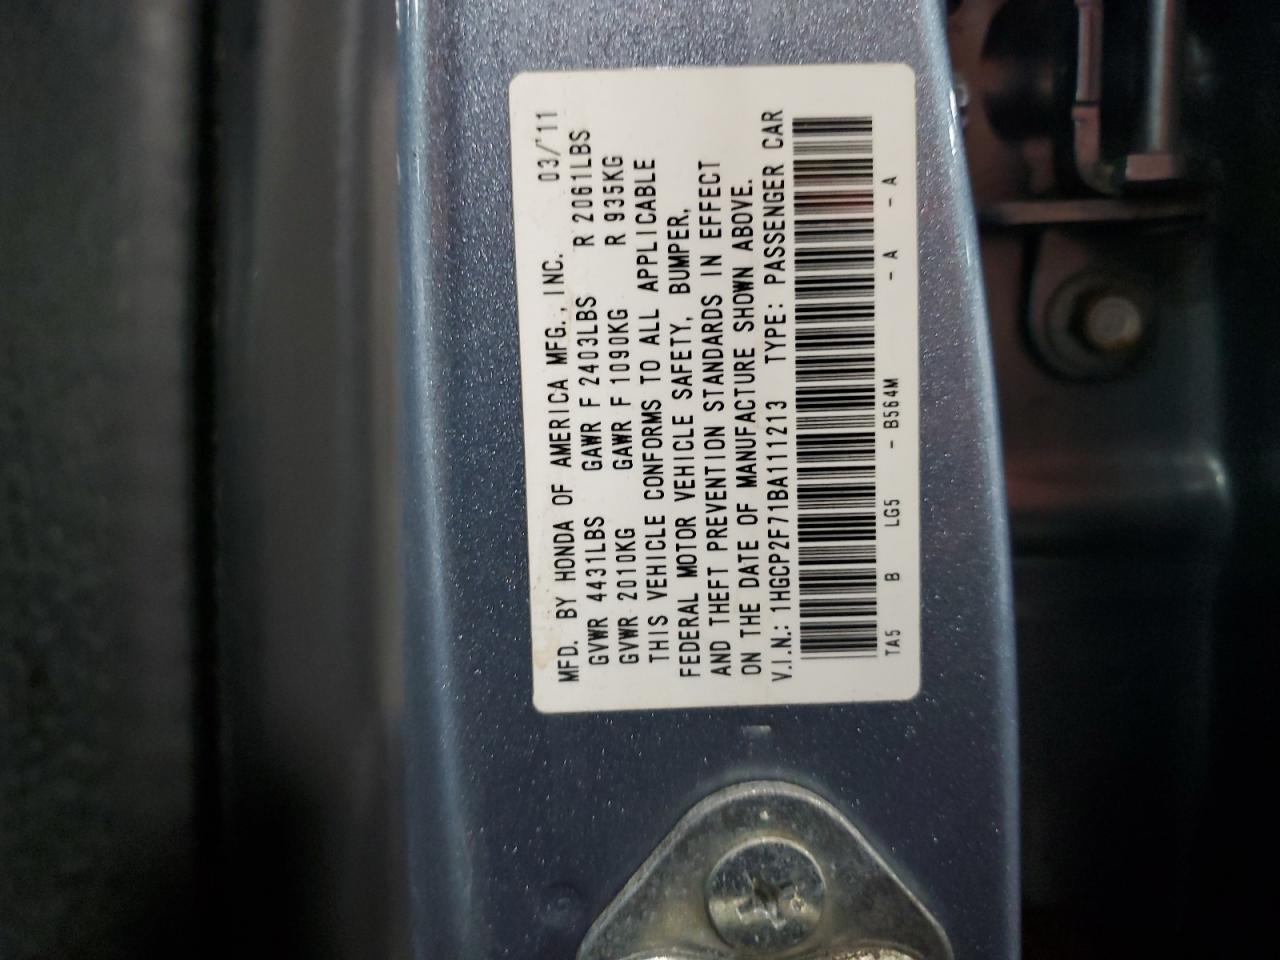 MFD. BY HONDA OF AMERICA MFG., INC. 03/'11
GVWR 4431LBS GAWR F 2403LBS R 2061LBS
GVWR 2010KG GAWR F 1090KG R 935KG
THIS VEHICLE CONFORMS TO ALL APPLICABLE
FEDERAL MOTOR VEHICLE SAFETY, BUMPER,
AND THEFT PREVENTION STANDARDS IN EFFECT
ON THE DATE OF MANUFACTURE SHOWN ABOVE.
V.I.N.: 1HGCP2F71BA111213 TYPE: PASSENGER CAR
TA5 B LG5 - B564M - A - A